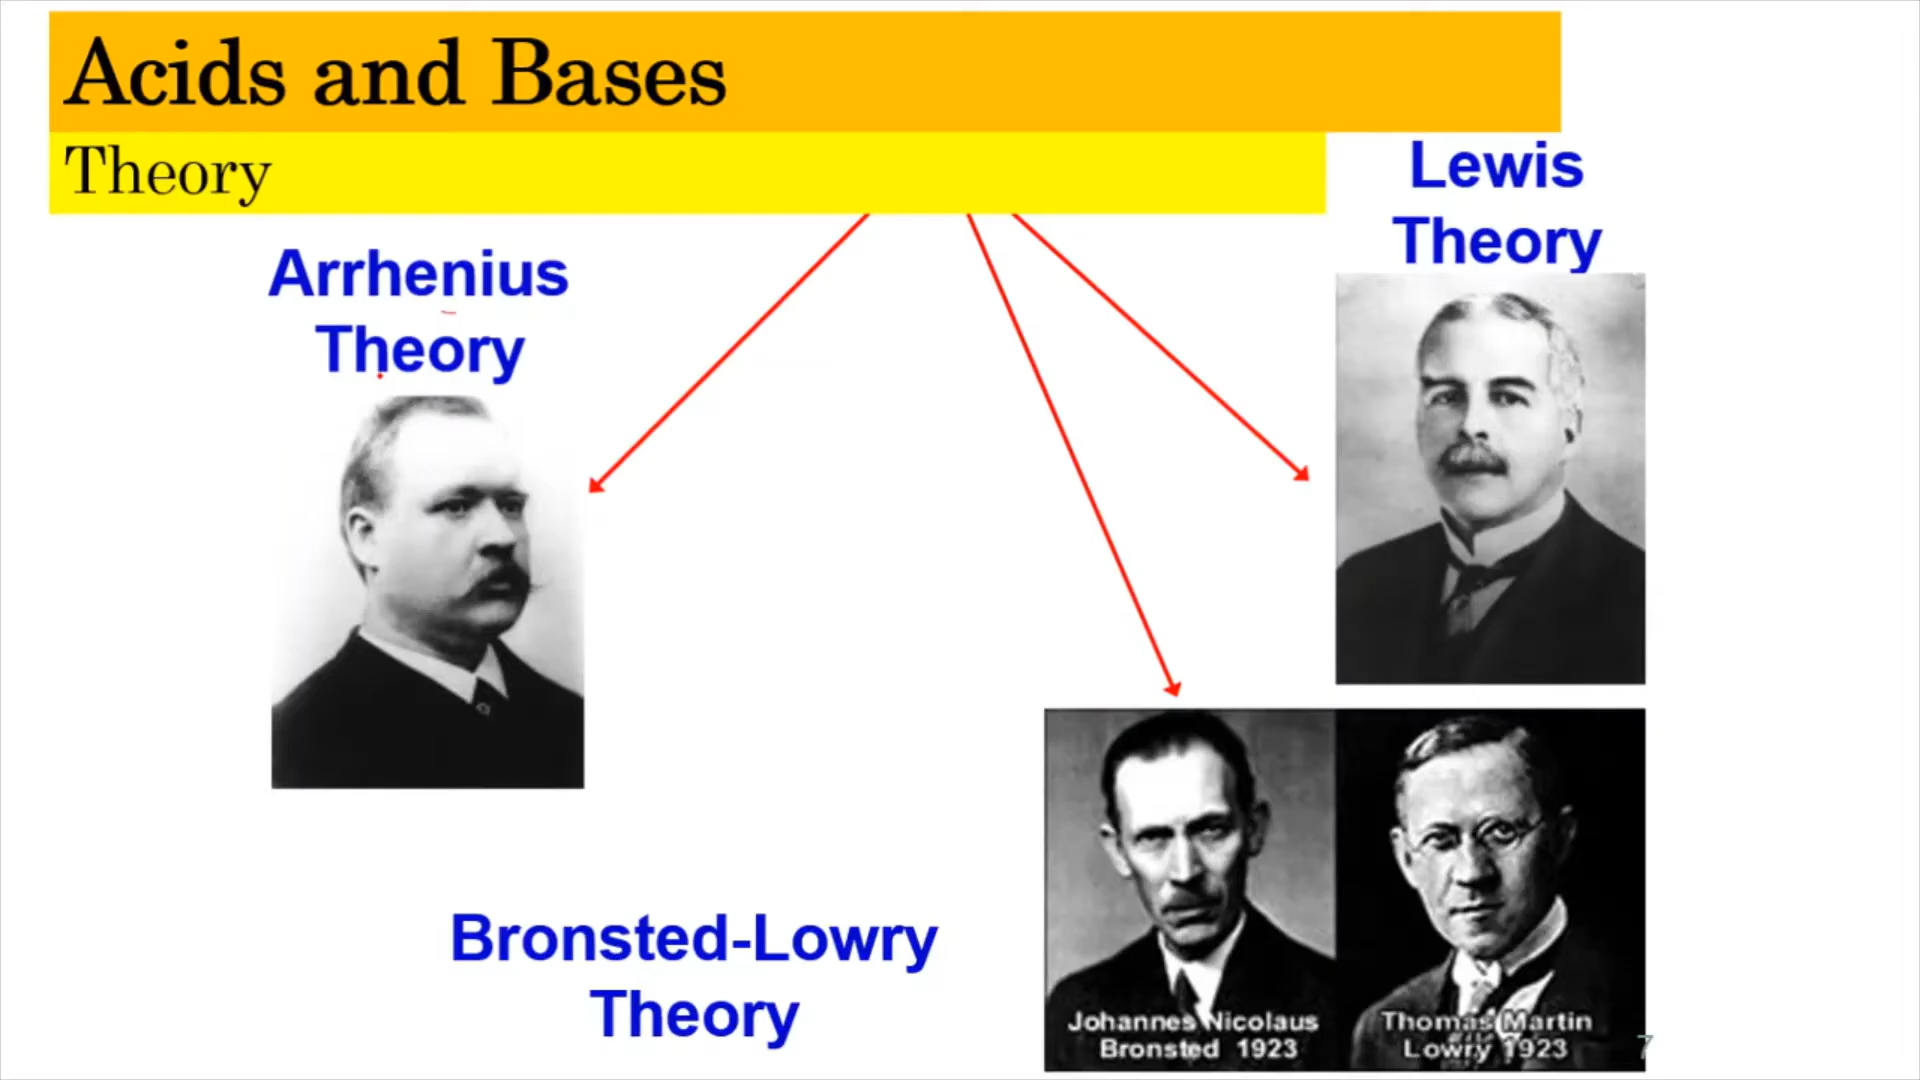 Acids and Bases
Theory
Lewis
Theory
Arrhenius
Theory
Bronsted-Lowry
Theory
Johannes Nicolaus
Bronsted 1923
Thomas Martin
Lowry 1923
7